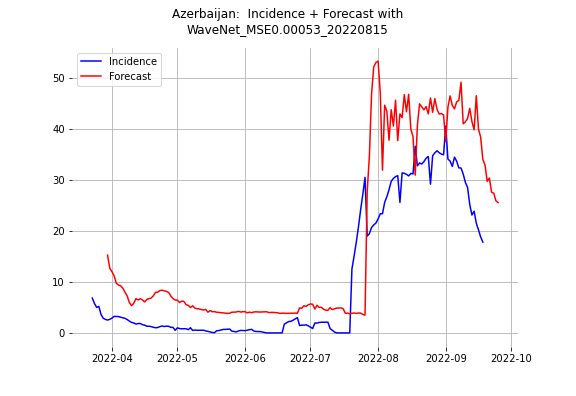 Azerbaijan:  Incidence + Forecast with
WaveNet_MSE0.00053_20220815
Incidence
Forecast
50
40
30
20
10
0
2022-04 2022-05 2022-06 2022-07 2022-08 2022-09 2022-10